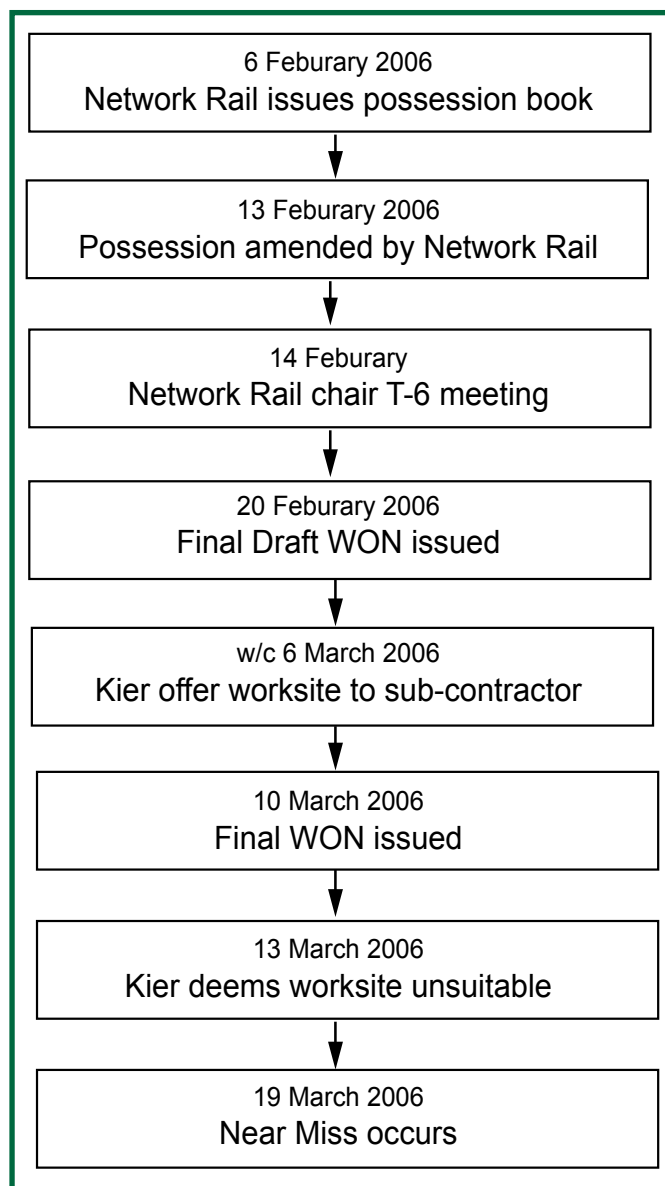 6 Feburary 2006
Network Rail issues possession book
13 Feburary 2006
Possession amended by Network Rail
14 Feburary
Network Rail chair T-6 meeting
20 Feburary 2006
Final Draft WON issued
w/c 6 March 2006
Kier offer worksite to sub-contractor
10 March 2006
Final WON issued
13 March 2006
Kier deems worksite unsuitable
19 March 2006
Near Miss occurs